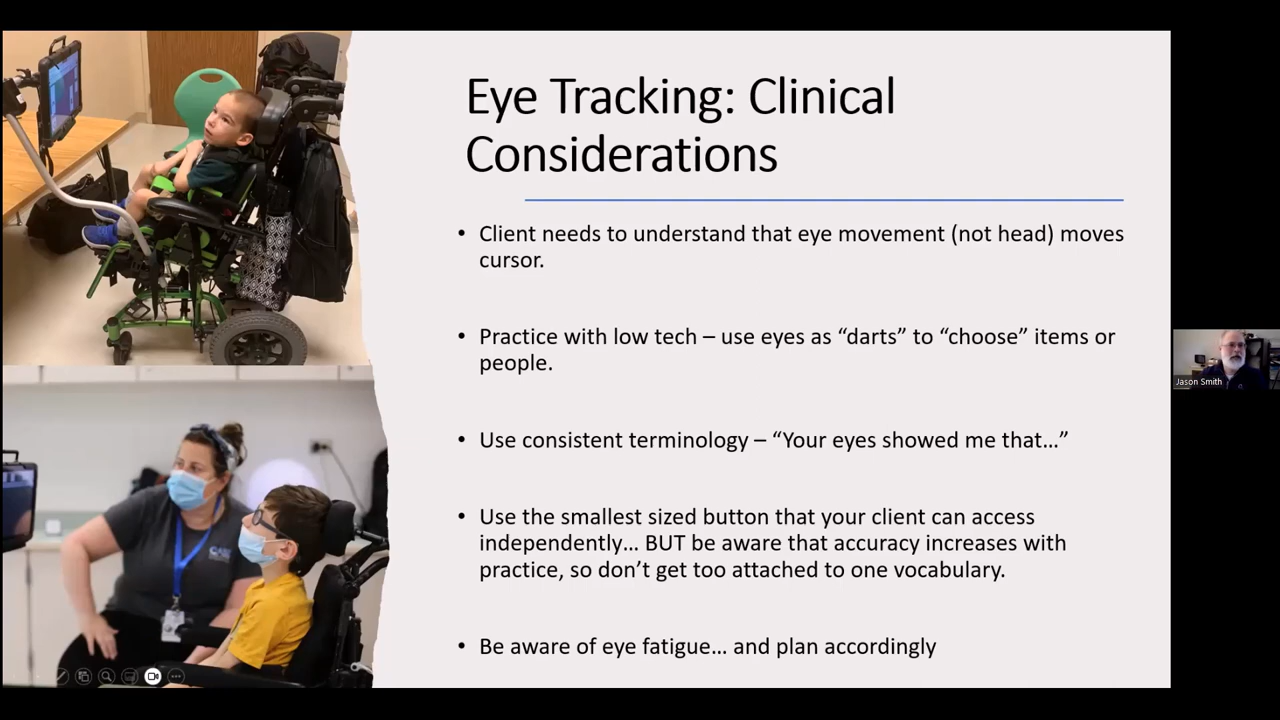 Eye Tracking: Clinical
Considerations
• Client needs to understand that eye movement (not head) moves
cursor.
• Practice with low tech – use eyes as “darts” to “choose” items or
people.
• Use consistent terminology – “Your eyes showed me that…”
• Use the smallest sized button that your client can access
independently… BUT be aware that accuracy increases with
practice, so don’t get too attached to one vocabulary.
• Be aware of eye fatigue… and plan accordingly
Jason Smith